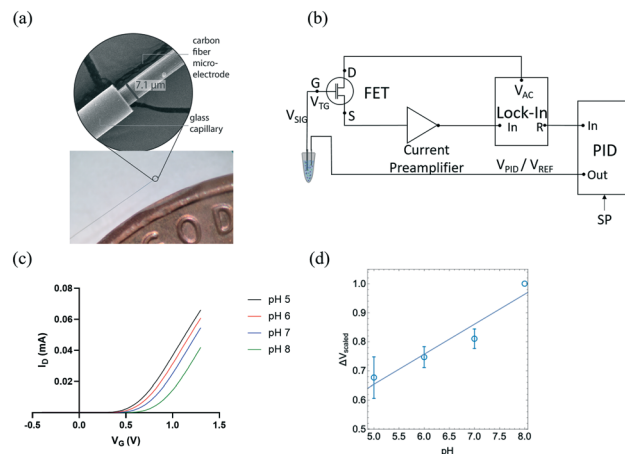 (a)
carbon
fiber
micro-
electrode
7.1 µm
glass
capillary
GOD
(b)
G
D
FET
V_TG
V_SIG
S
Current
Preamplifier
V_AC
Lock-In
In
R
In
PID
Out
V_PID / V_REF
SP
(c)
I_D (mA)
0.08
0.06
0.04
0.02
0.00
-0.5
0.0
0.5
1.0
1.5
V_G (V)
pH 5
pH 6
pH 7
pH 8
(d)
ΔV_scaled
1.0
0.9
0.8
0.7
0.6
0.5
5.0
5.5
6.0
6.5
7.0
7.5
8.0
pH